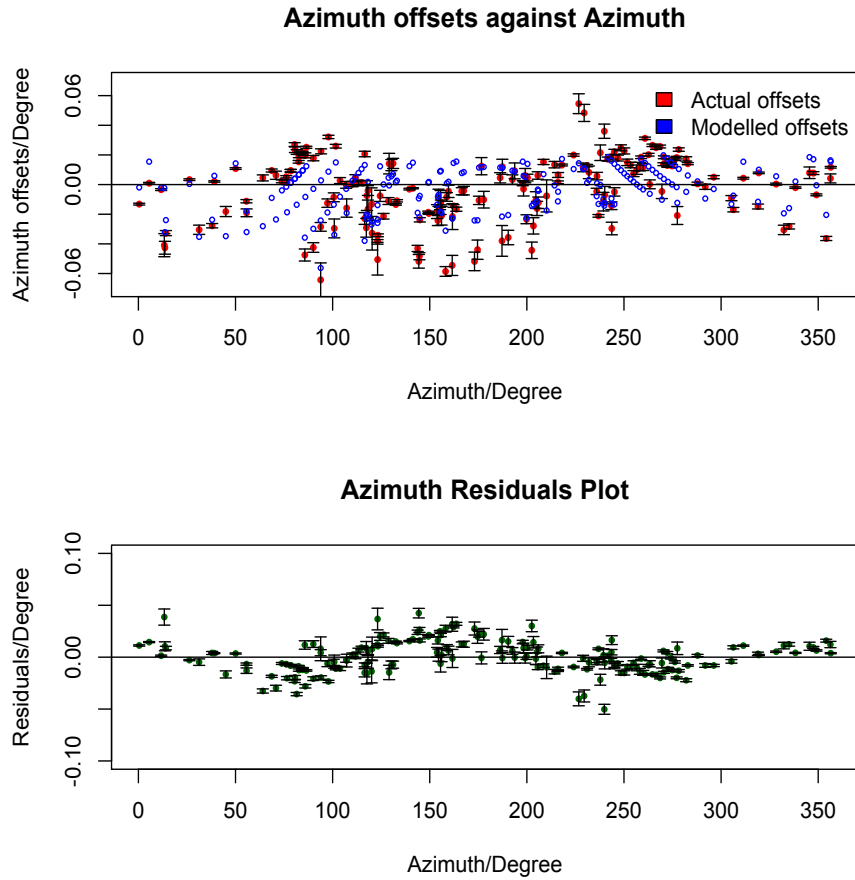 Azimuth offsets against Azimuth
Azimuth offsets/Degree
0.06
0.00
-0.06
Actual offsets
Modelled offsets
0 50 100 150 200 250 300 350
Azimuth/Degree
Azimuth Residuals Plot
Residuals/Degree
0.10
0.00
-0.10
0 50 100 150 200 250 300 350
Azimuth/Degree